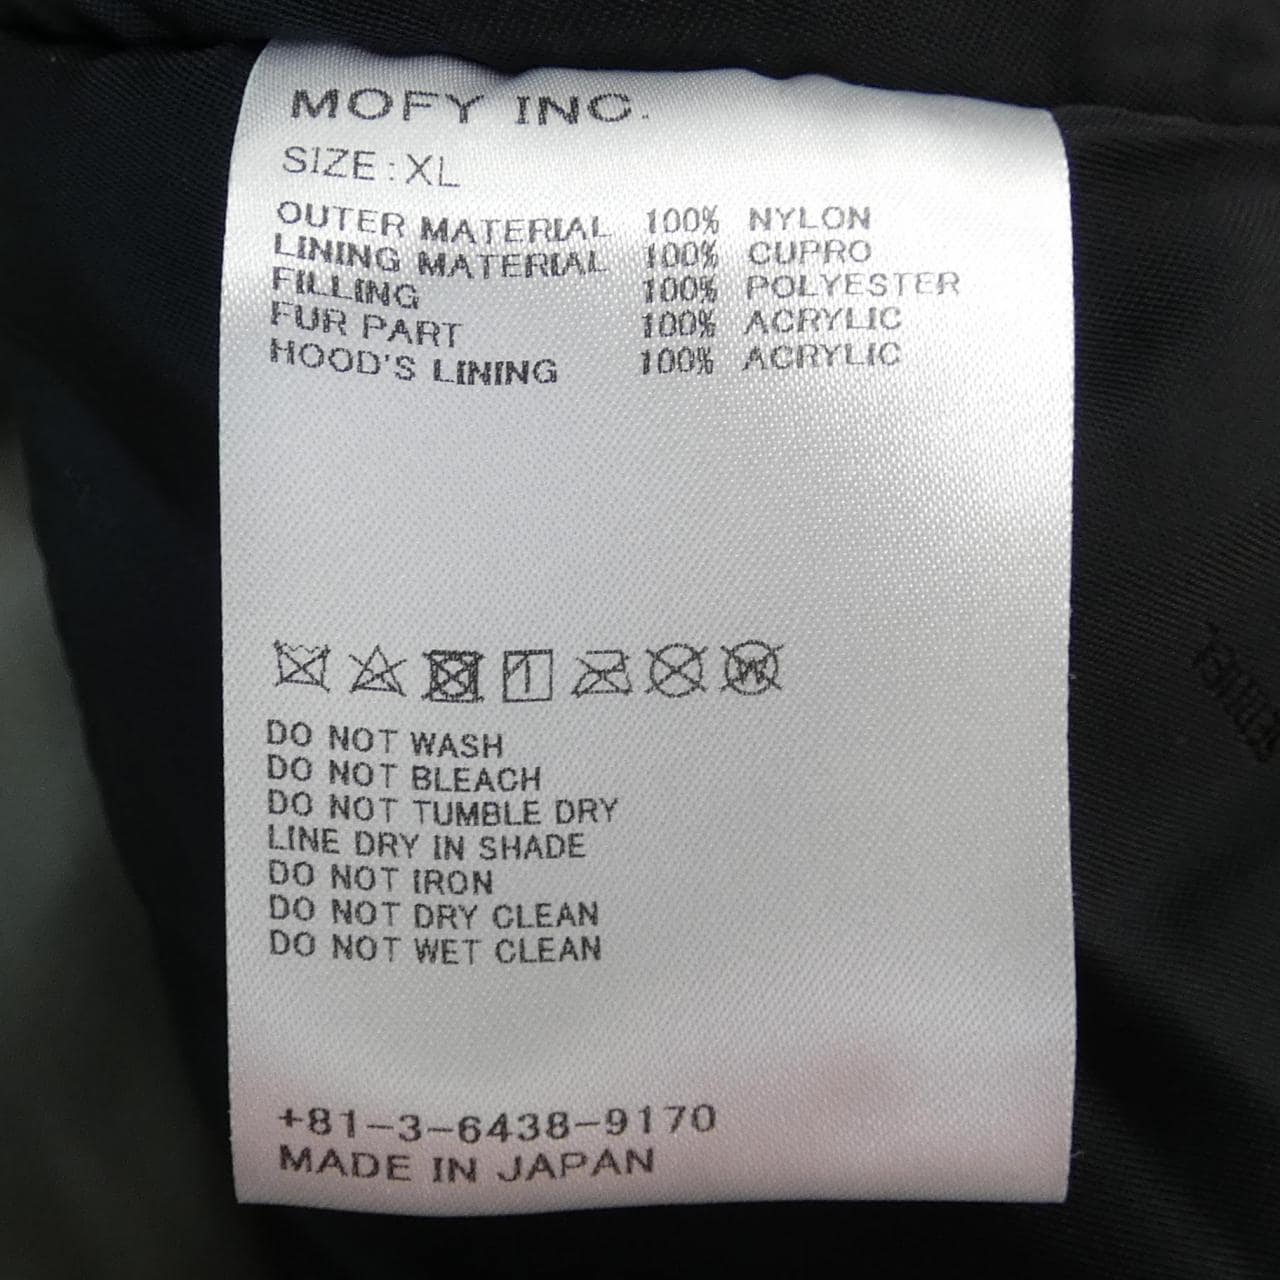 MOFY INC.
SIZE:XL
OUTER MATERIAL 100% NYLON
LINING MATERIAL 100% CUPRO
FILLING 100% POLYESTER
FUR PART 100% ACRYLIC
HOOD'S LINING 100% ACRYLIC
DO NOT WASH
DO NOT BLEACH
DO NOT TUMBLE DRY
LINE DRY IN SHADE
DO NOT IRON
DO NOT DRY CLEAN
DO NOT WET CLEAN
+81-3-6438-9170
MADE IN JAPAN